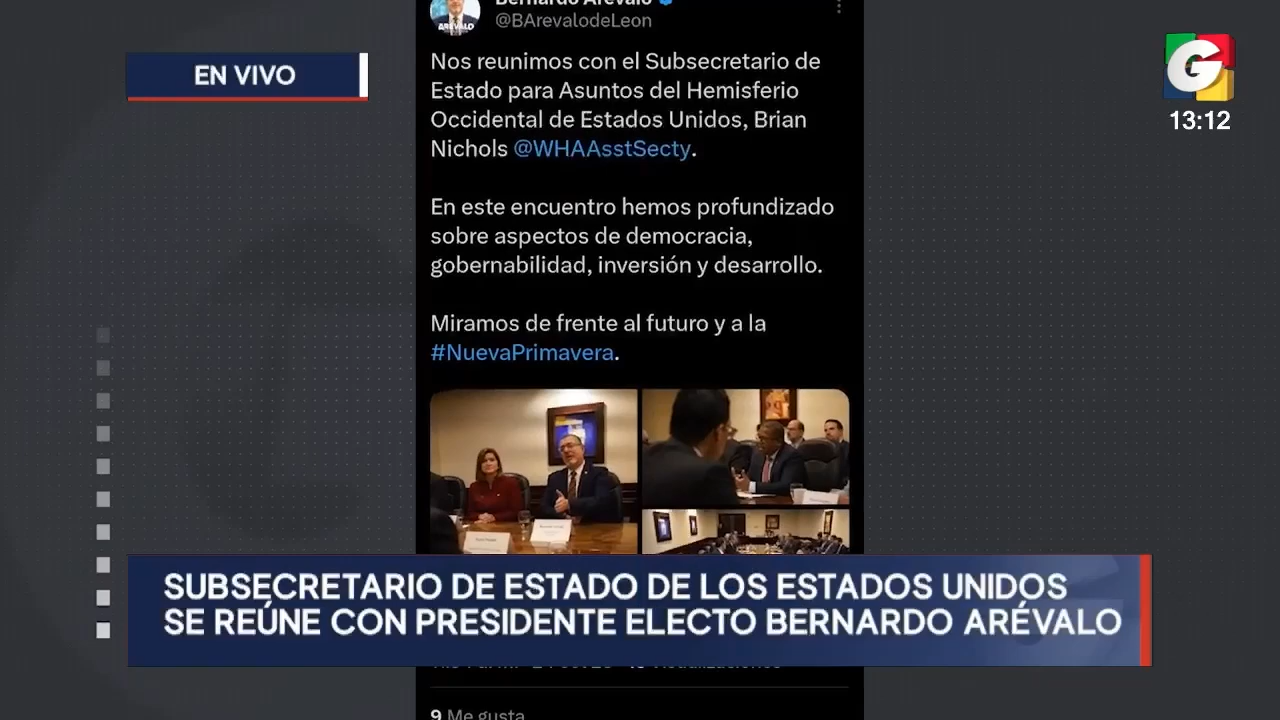 Bernardo Arévalo
@BArevalodeLeon
EN VIVO
G
13:12
Nos reunimos con el Subsecretario de
Estado para Asuntos del Hemisferio
Occidental de Estados Unidos, Brian
Nichols @WHAAsstSecty.
En este encuentro hemos profundizado
sobre aspectos de democracia,
gobernabilidad, inversión y desarrollo.
Miramos de frente al futuro y a la
#NuevaPrimavera.
SUBSECRETARIO DE ESTADO DE LOS ESTADOS UNIDOS
SE REÚNE CON PRESIDENTE ELECTO BERNARDO ARÉVALO
9 Me gusta